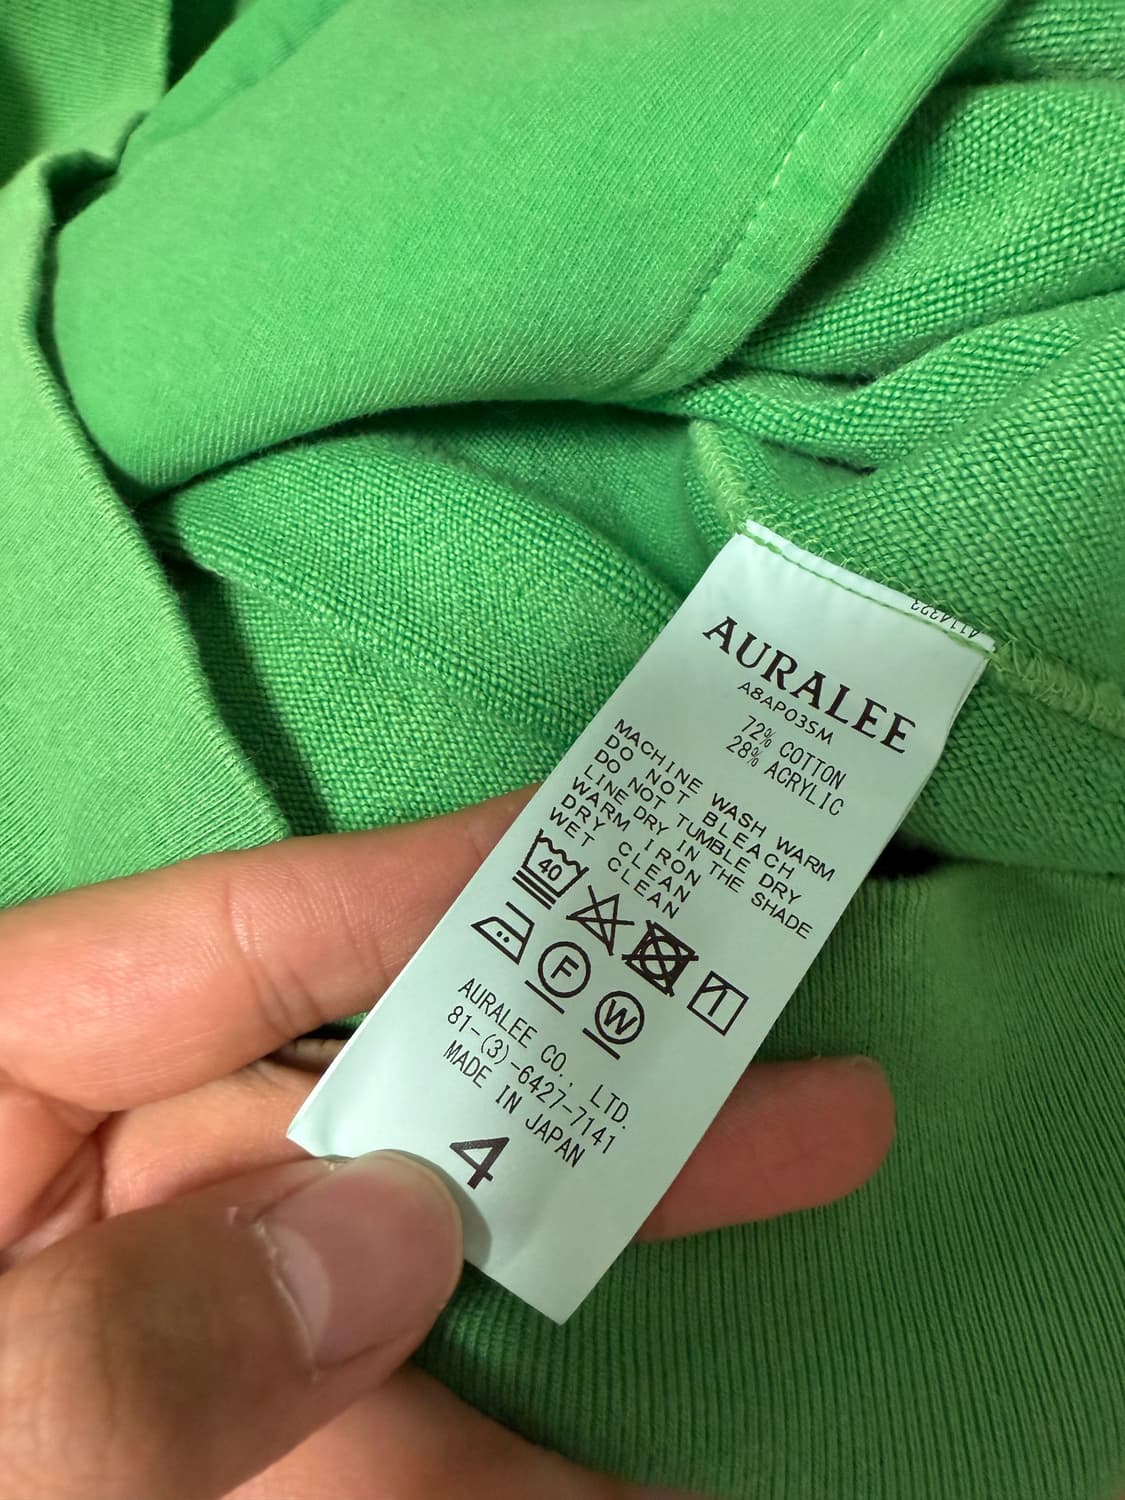 AURALEE
A8AP03SM
72% COTTON
28% ACRYLIC
MACHINE WASH WARM
DO NOT BLEACH
DO NOT TUMBLE DRY
LINE DRY IN THE SHADE
WARM IRON
DRY CLEAN
WET CLEAN
40
F
W
AURALEE CO., LTD.
81-(3)-6427-7141
MADE IN JAPAN
4